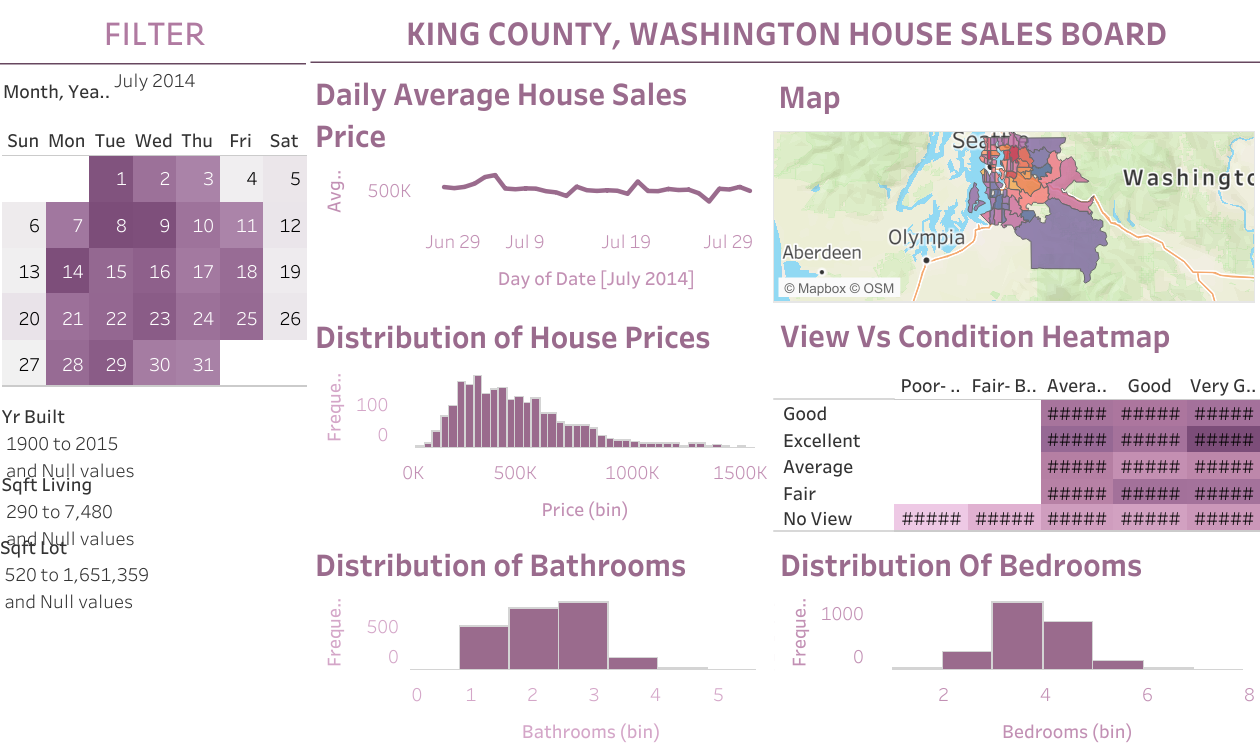 FILTER
KING COUNTY, WASHINGTON HOUSE SALES BOARD
Month, Yea.. July 2014
Sun Mon Tue Wed Thu Fri Sat
1 2 3 4 5
6 7 8 9 10 11 12
13 14 15 16 17 18 19
20 21 22 23 24 25 26
27 28 29 30 31
Yr Built
1900 to 2015
and Null values
Sqft Living
290 to 7,480
and Null values
Sqft Lot
520 to 1,651,359
and Null values
Daily Average House Sales
Price
Avg..
500K
Jun 29 Jul 9 Jul 19 Jul 29
Day of Date [July 2014]
Map
Seattle
Washingto
Olympia
Aberdeen
© Mapbox © OSM
Distribution of House Prices
Freque..
100
0
0K 500K 1000K 1500K
Price (bin)
View Vs Condition Heatmap
Poor- .. Fair- B.. Avera.. Good Very G..
Good ##### ##### #####
Excellent ##### ##### #####
Average ##### ##### #####
Fair ##### ##### #####
No View ##### ##### ##### ##### #####
Distribution of Bathrooms
Freque..
500
0
0 1 2 3 4 5
Bathrooms (bin)
Distribution Of Bedrooms
Freque..
1000
0
2 4 6 8
Bedrooms (bin)